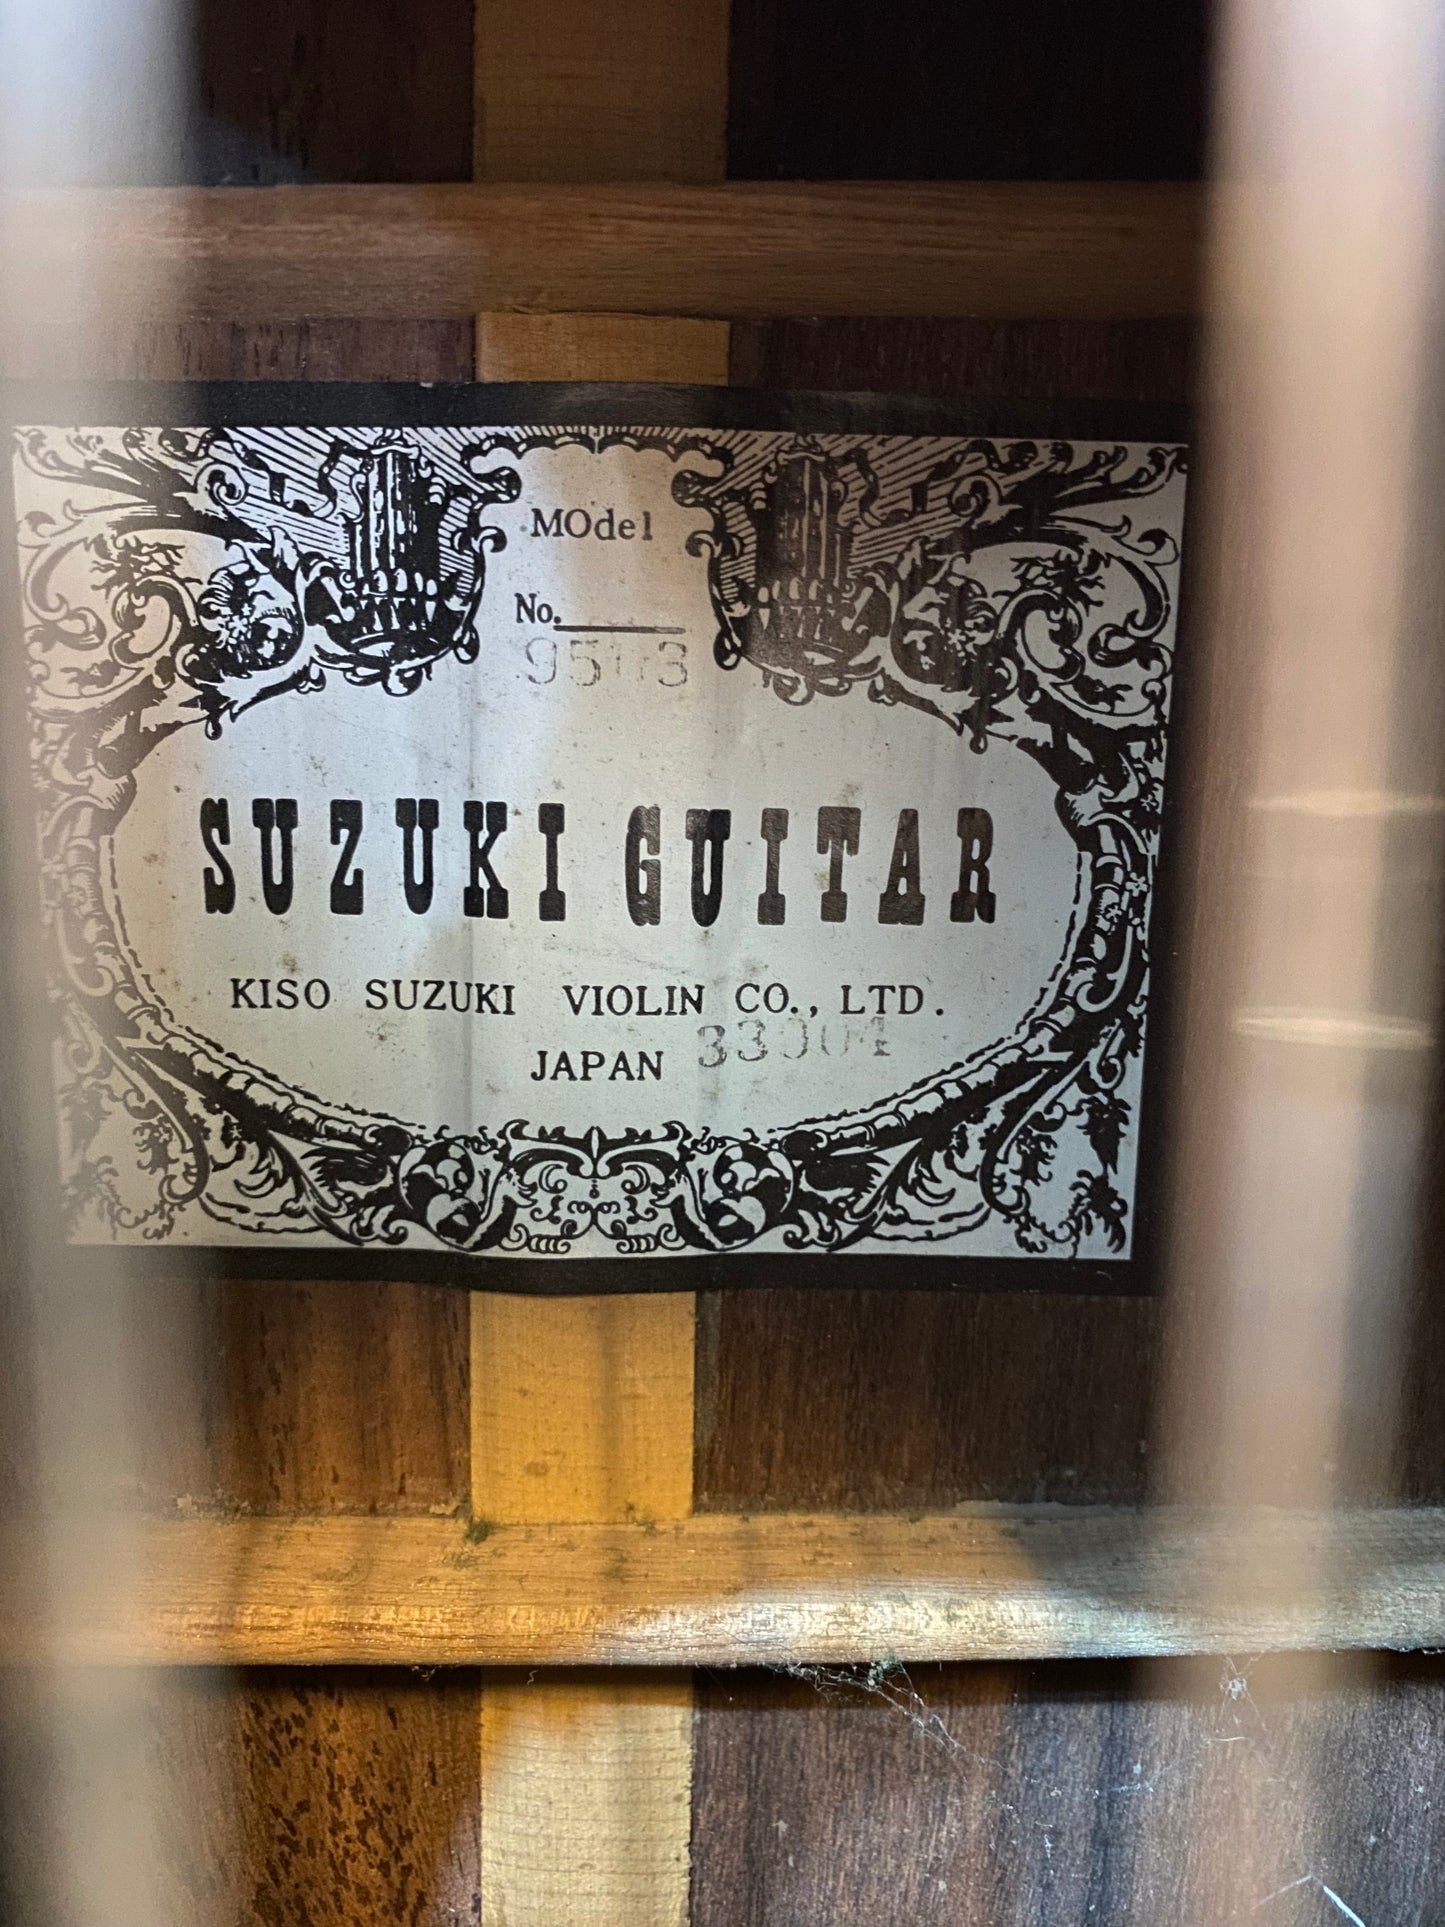 MOdel
No.
SUZUKI GUITAR
KISO SUZUKI VIOLIN CO., LTD.
JAPAN